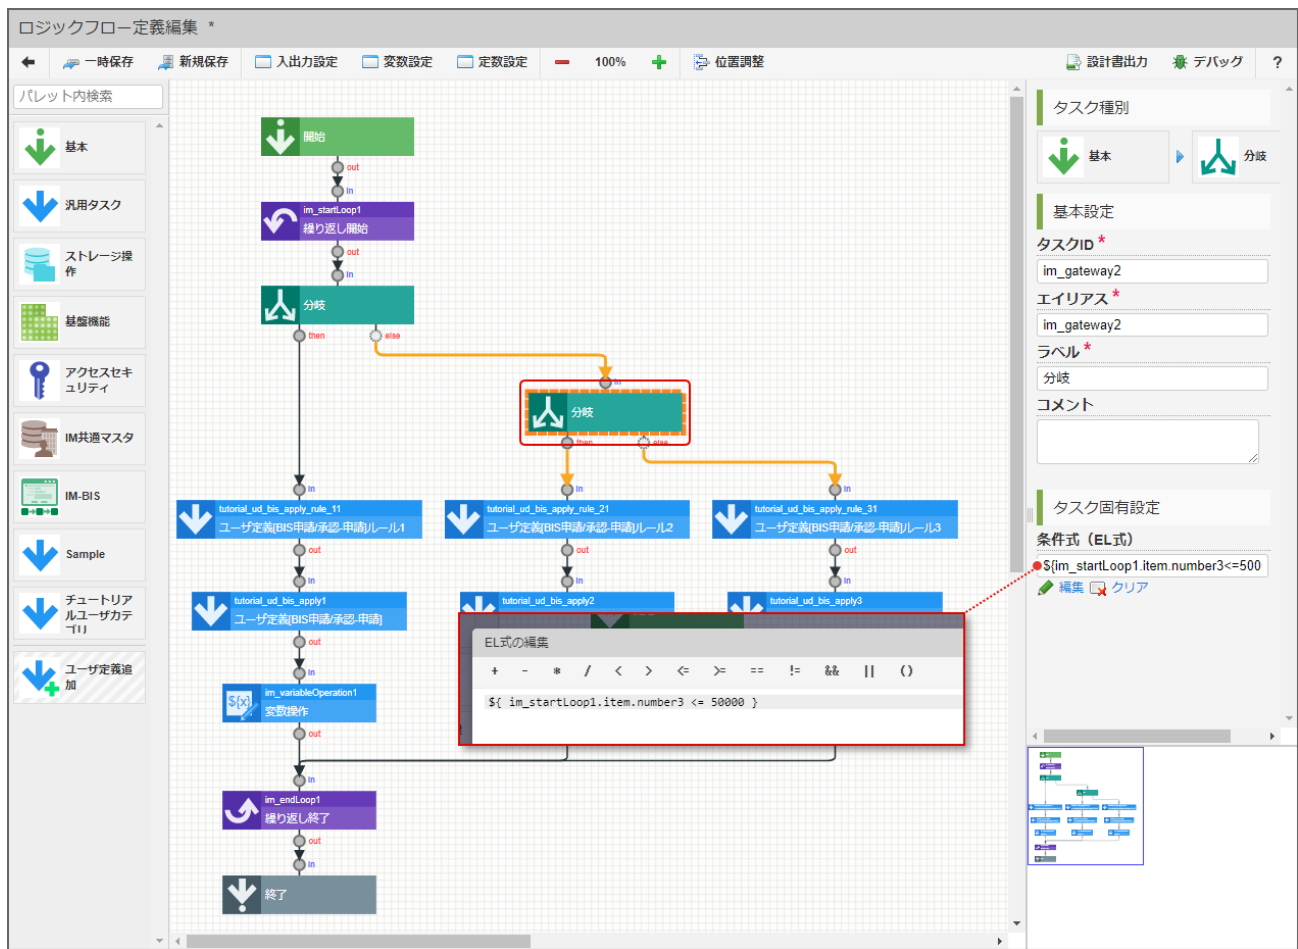 ロジックフロー定義編集 *
一時保存 新規保存 入出力設定 変数設定 定数設定 100% 位置調整 設計書出力 デバッグ ?
パレット内検索
基本
汎用タスク
ストレージ操
作
基盤機能
アクセスセキ
ュリティ
IM共通マスタ
IM-BIS
Sample
チュートリア
ルユーザカテ
ゴリ
ユーザ定義追
加
開始
out
in
im_startLoop1
繰り返し開始
out
in
分岐
then else
in
分岐
then else
in in in
tutorial_ud_bis_apply_rule_11 tutorial_ud_bis_apply_rule_21 tutorial_ud_bis_apply_rule_31
ユーザ定義[BIS申請/承認-申請]ルール1 ユーザ定義[BIS申請/承認-申請]ルール2 ユーザ定義[BIS申請/承認-申請]ルール3
out out out
in in in
tutorial_ud_bis_apply1 tutorial_ud_bis_apply2 tutorial_ud_bis_apply3
ユーザ定義[BIS申請/承認-申請]
out
in
im_variableOperation1
${x} 変数操作
out
in
im_endLoop1
繰り返し終了
out
in
終了
EL式の編集
+ - * / < > <= >= == != && || ()
${ im_startLoop1.item.number3 <= 50000 }
タスク種別
基本 分岐
基本設定
タスクID *
im_gateway2
エイリアス *
im_gateway2
ラベル *
分岐
コメント
タスク固有設定
条件式（EL式）
${im_startLoop1.item.number3<=500
編集 クリア